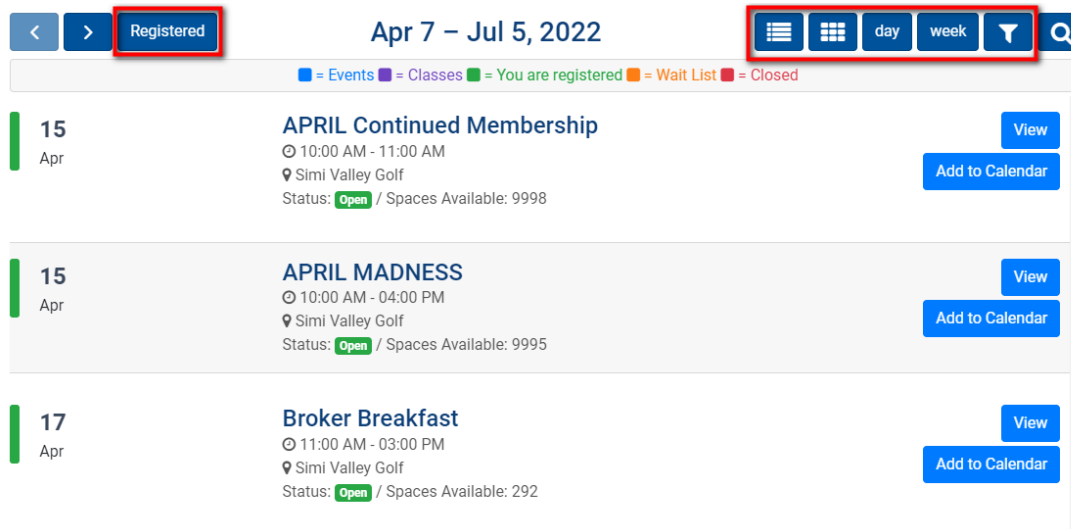 Registered
Apr 7 – Jul 5, 2022
day
week
= Events = Classes = You are registered = Wait List = Closed
15
Apr
APRIL Continued Membership
10:00 AM - 11:00 AM
Simi Valley Golf
Status: Open / Spaces Available: 9998
View
Add to Calendar
15
Apr
APRIL MADNESS
10:00 AM - 04:00 PM
Simi Valley Golf
Status: Open / Spaces Available: 9995
View
Add to Calendar
17
Apr
Broker Breakfast
11:00 AM - 03:00 PM
Simi Valley Golf
Status: Open / Spaces Available: 292
View
Add to Calendar